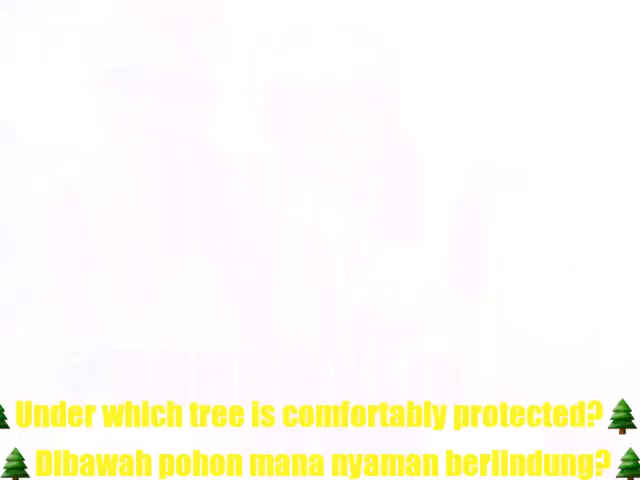 🌲 Under which tree is comfortably protected? 🌲
🌲 Dibawah pohon mana nyaman berlindung? 🌲